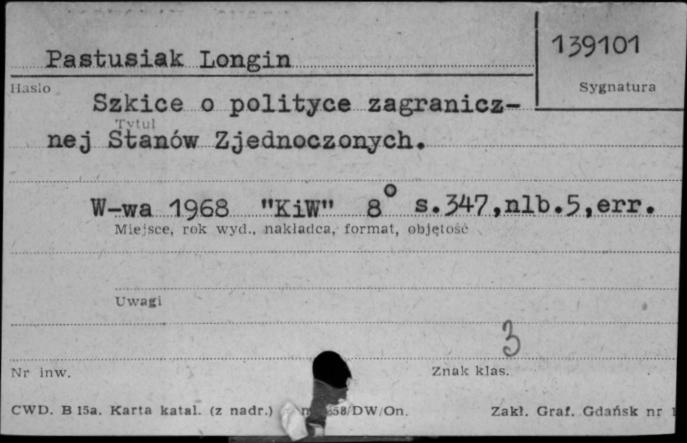 139101
Pastusiak Longin
Hasło
Sygnatura
Szkice o polityce zagranicz-
Tytuł
nej Stanów Zjednoczonych.
W-wa 1968 "KiW" 8° s.347,nlb.5,err.
Miejsce, rok wyd., nakładca, format, objętość
Uwagi
3
Nr inw.
Znak klas.
CWD. B 15a. Karta katal. (z nadr.) 58/DW/On. Zakł. Graf. Gdańsk nr